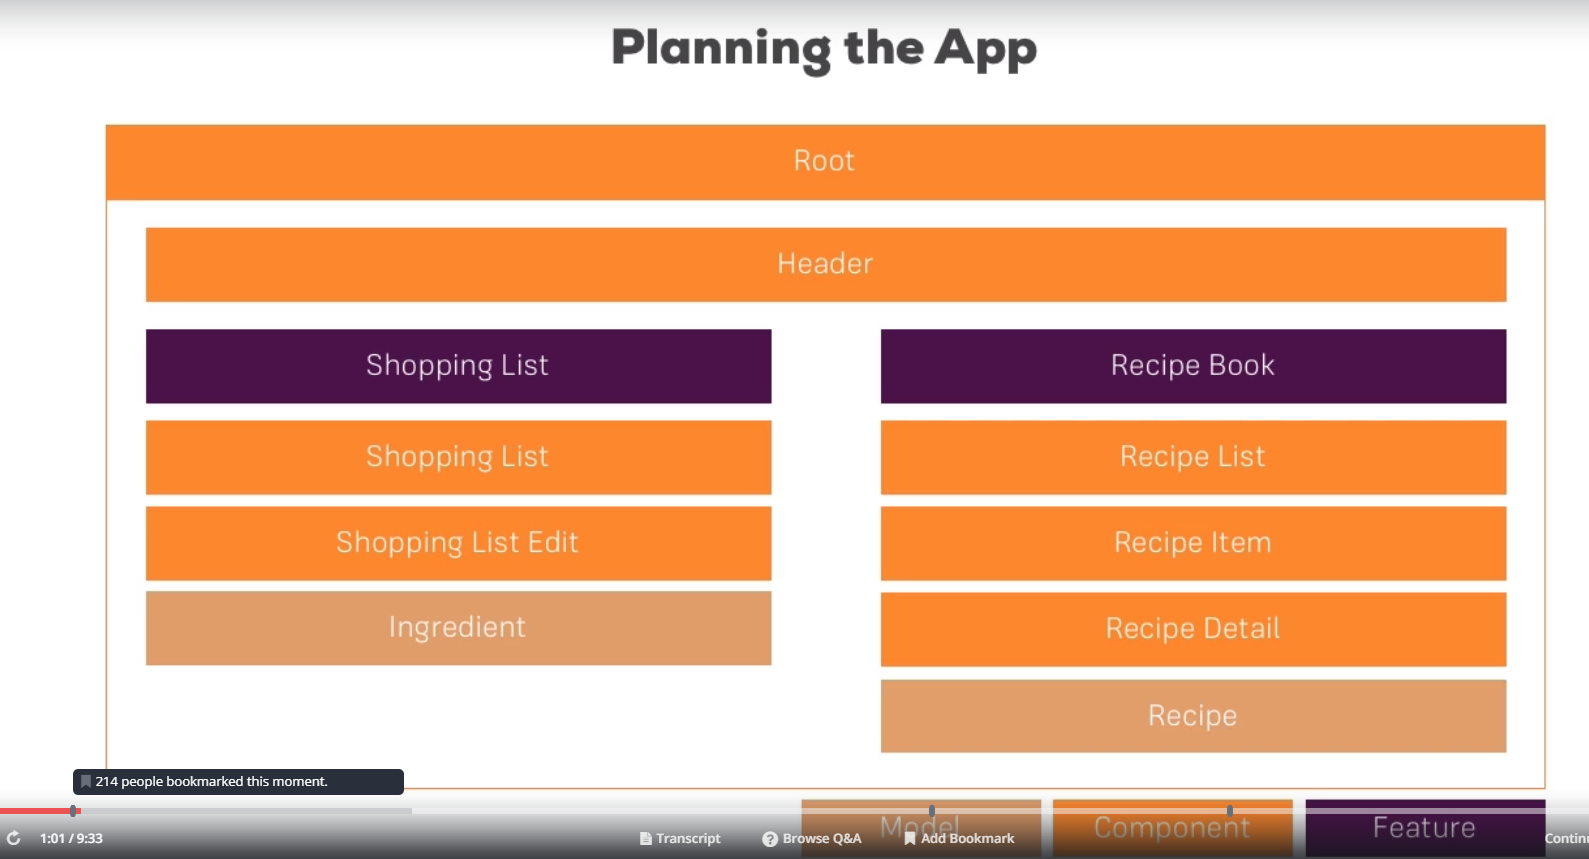 Planning the App
Root
Header
Shopping List
Recipe Book
Shopping List
Recipe List
Shopping List Edit
Recipe Item
Ingredient
Recipe Detail
Recipe
214 people bookmarked this moment.
Model
Component
Feature
1:01 / 9:33
Transcript
Browse Q&A
Add Bookmark
Contin